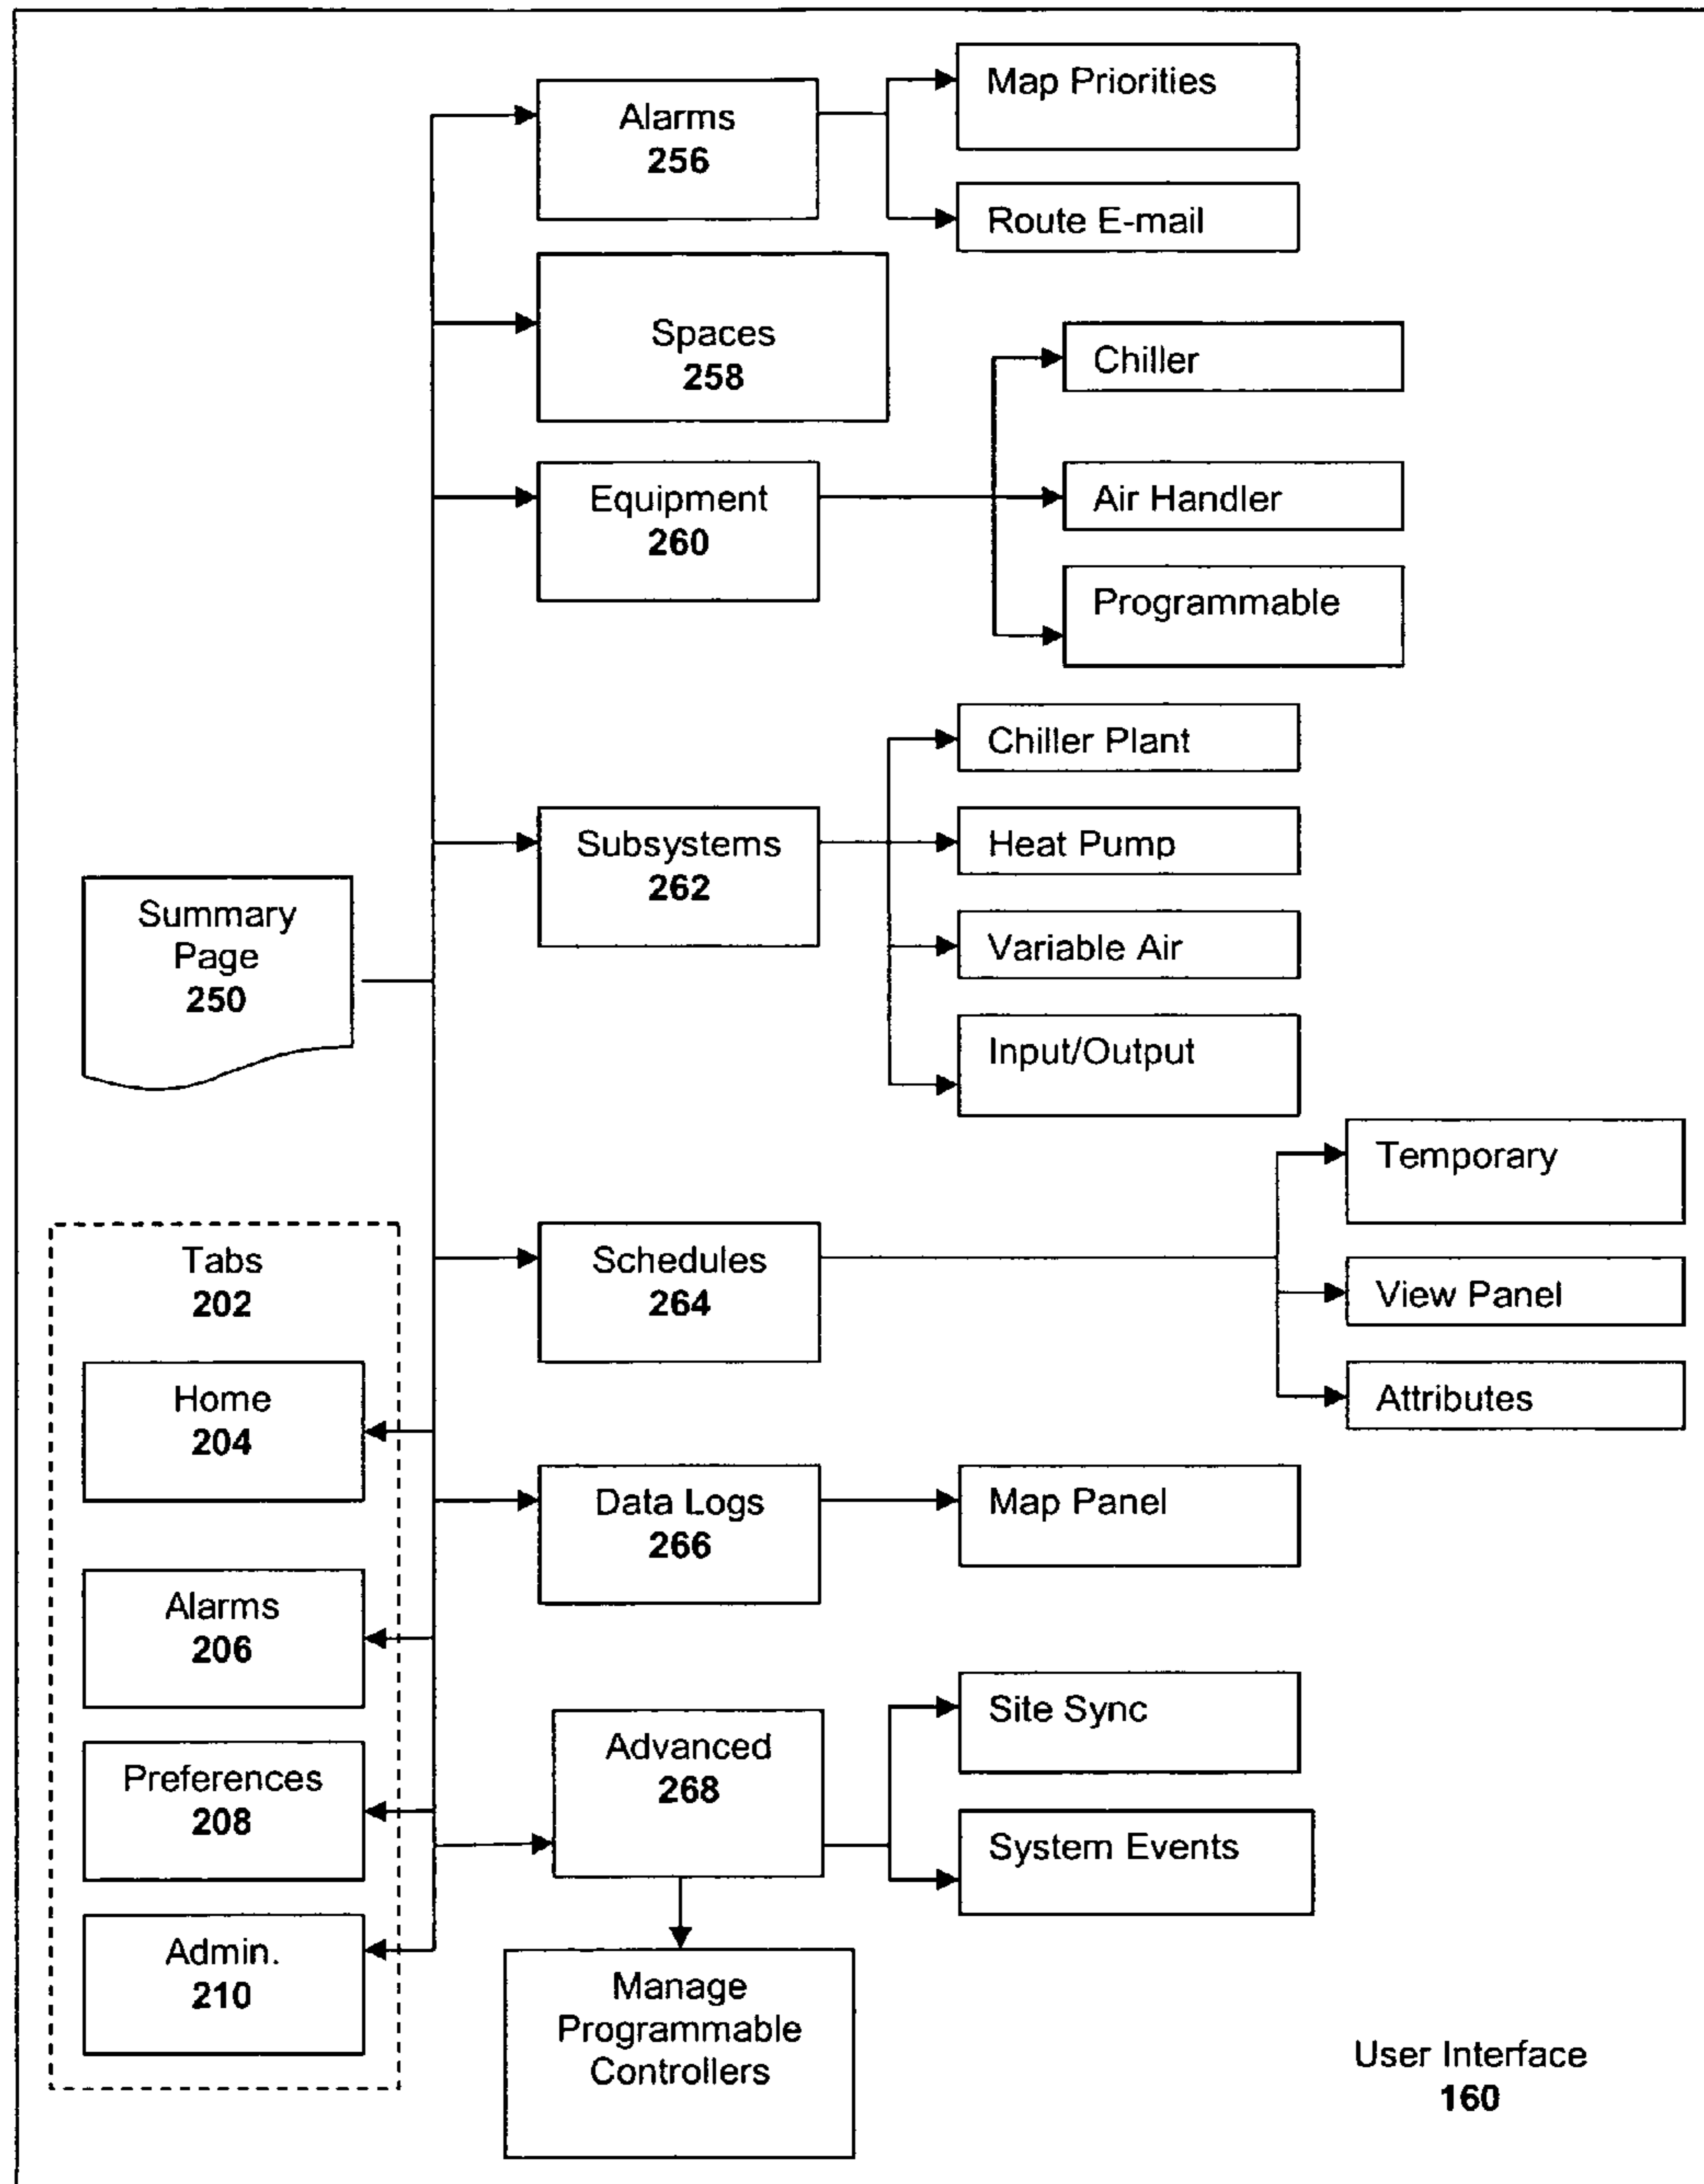 Alarms
256
Map Priorities
Route E-mail
Spaces
258
Equipment
260
Chiller
Air Handler
Programmable
Subsystems
262
Chiller Plant
Heat Pump
Variable Air
Input/Output
Summary
Page
250
Schedules
264
Temporary
View Panel
Attributes
Tabs
202
Home
204
Alarms
206
Preferences
208
Admin.
210
Data Logs
266
Map Panel
Advanced
268
Site Sync
System Events
Manage
Programmable
Controllers
User Interface
160